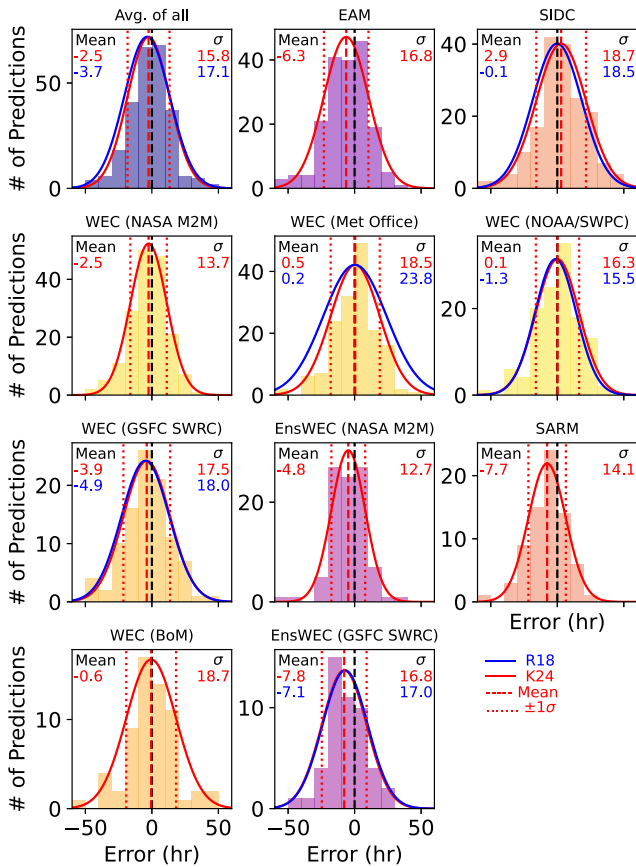 Avg. of all
EAM
SIDC
# of Predictions
50
0
Mean
-2.5
-3.7
σ
15.8
17.1
40
20
0
Mean
-6.3
σ
16.8
40
20
0
Mean
2.9
-0.1
σ
18.7
18.5
WEC (NASA M2M)
WEC (Met Office)
WEC (NOAA/SWPC)
# of Predictions
50
25
0
Mean
-2.5
σ
13.7
40
20
0
Mean
0.5
0.2
σ
18.5
23.8
20
0
Mean
0.1
-1.3
σ
16.3
15.5
WEC (GSFC SWRC)
EnsWEC (NASA M2M)
SARM
# of Predictions
20
10
0
Mean
-3.9
-4.9
σ
17.5
18.0
20
0
Mean
-4.8
σ
12.7
20
10
0
Mean
-7.7
σ
14.1
Error (hr)
WEC (BoM)
EnsWEC (GSFC SWRC)
# of Predictions
10
0
Mean
-0.6
σ
18.7
10
0
Mean
-7.8
-7.1
σ
16.8
17.0
R18
K24
Mean
±1σ
−50 0 50
−50 0 50
Error (hr)
Error (hr)